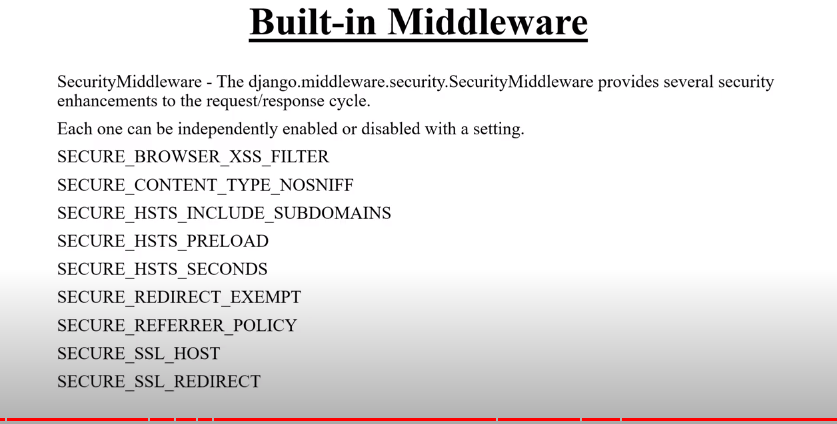 Built-in Middleware
SecurityMiddleware - The django.middleware.security.SecurityMiddleware provides several security
enhancements to the request/response cycle.
Each one can be independently enabled or disabled with a setting.
SECURE_BROWSER_XSS_FILTER
SECURE_CONTENT_TYPE_NOSNIFF
SECURE_HSTS_INCLUDE_SUBDOMAINS
SECURE_HSTS_PRELOAD
SECURE_HSTS_SECONDS
SECURE_REDIRECT_EXEMPT
SECURE_REFERRER_POLICY
SECURE_SSL_HOST
SECURE_SSL_REDIRECT